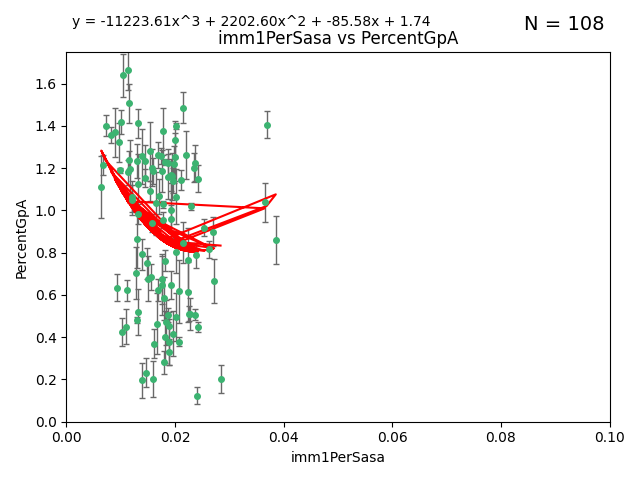 y = -11223.61x^3 + 2202.60x^2 + -85.58x + 1.74
N = 108
imm1PerSasa vs PercentGpA
PercentGpA
1.6
1.4
1.2
1.0
0.8
0.6
0.4
0.2
0.0
0.00 0.02 0.04 0.06 0.08 0.10
imm1PerSasa